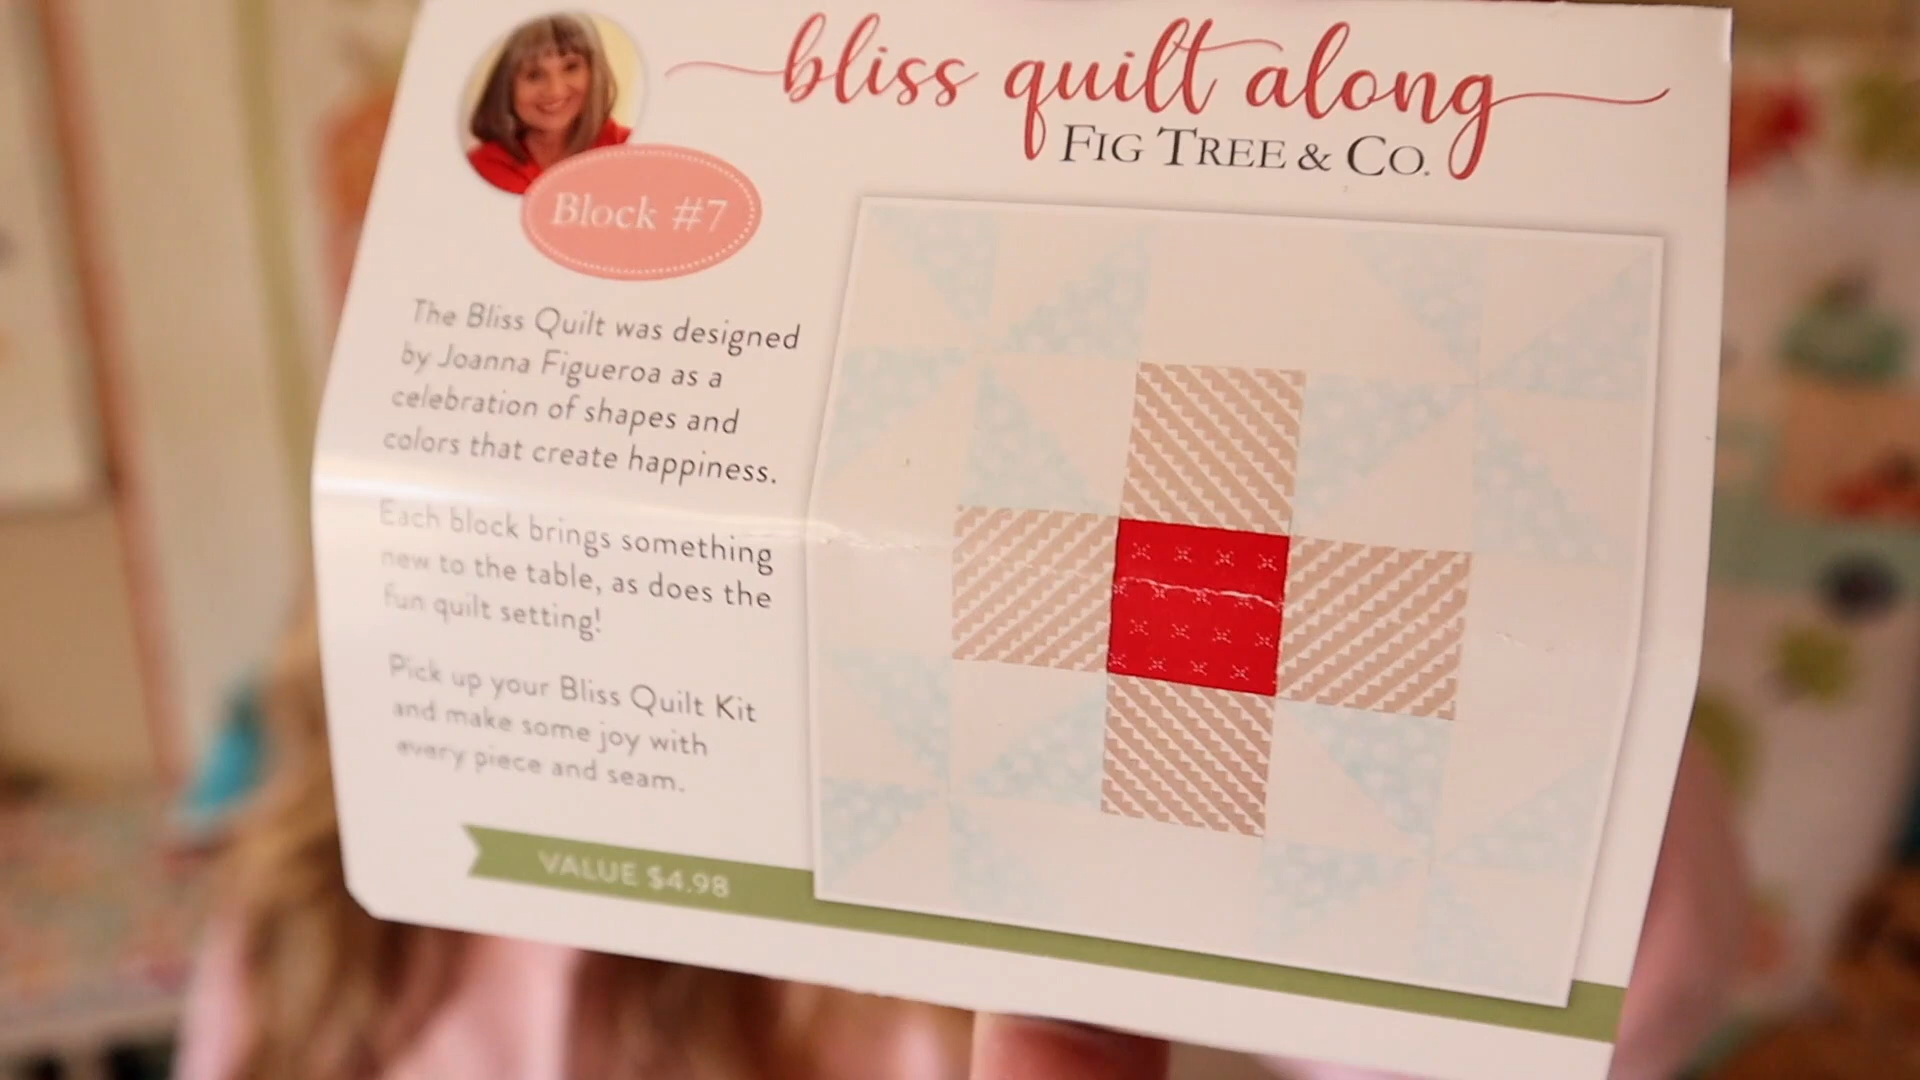 bliss quilt along
FIG TREE & CO.
Block #7
The Bliss Quilt was designed
by Joanna Figueroa as a
celebration of shapes and
colors that create happiness.
Each block brings something
new to the table, as does the
fun quilt setting!
Pick up your Bliss Quilt Kit
and make some joy with
every piece and seam.
VALUE $4.98